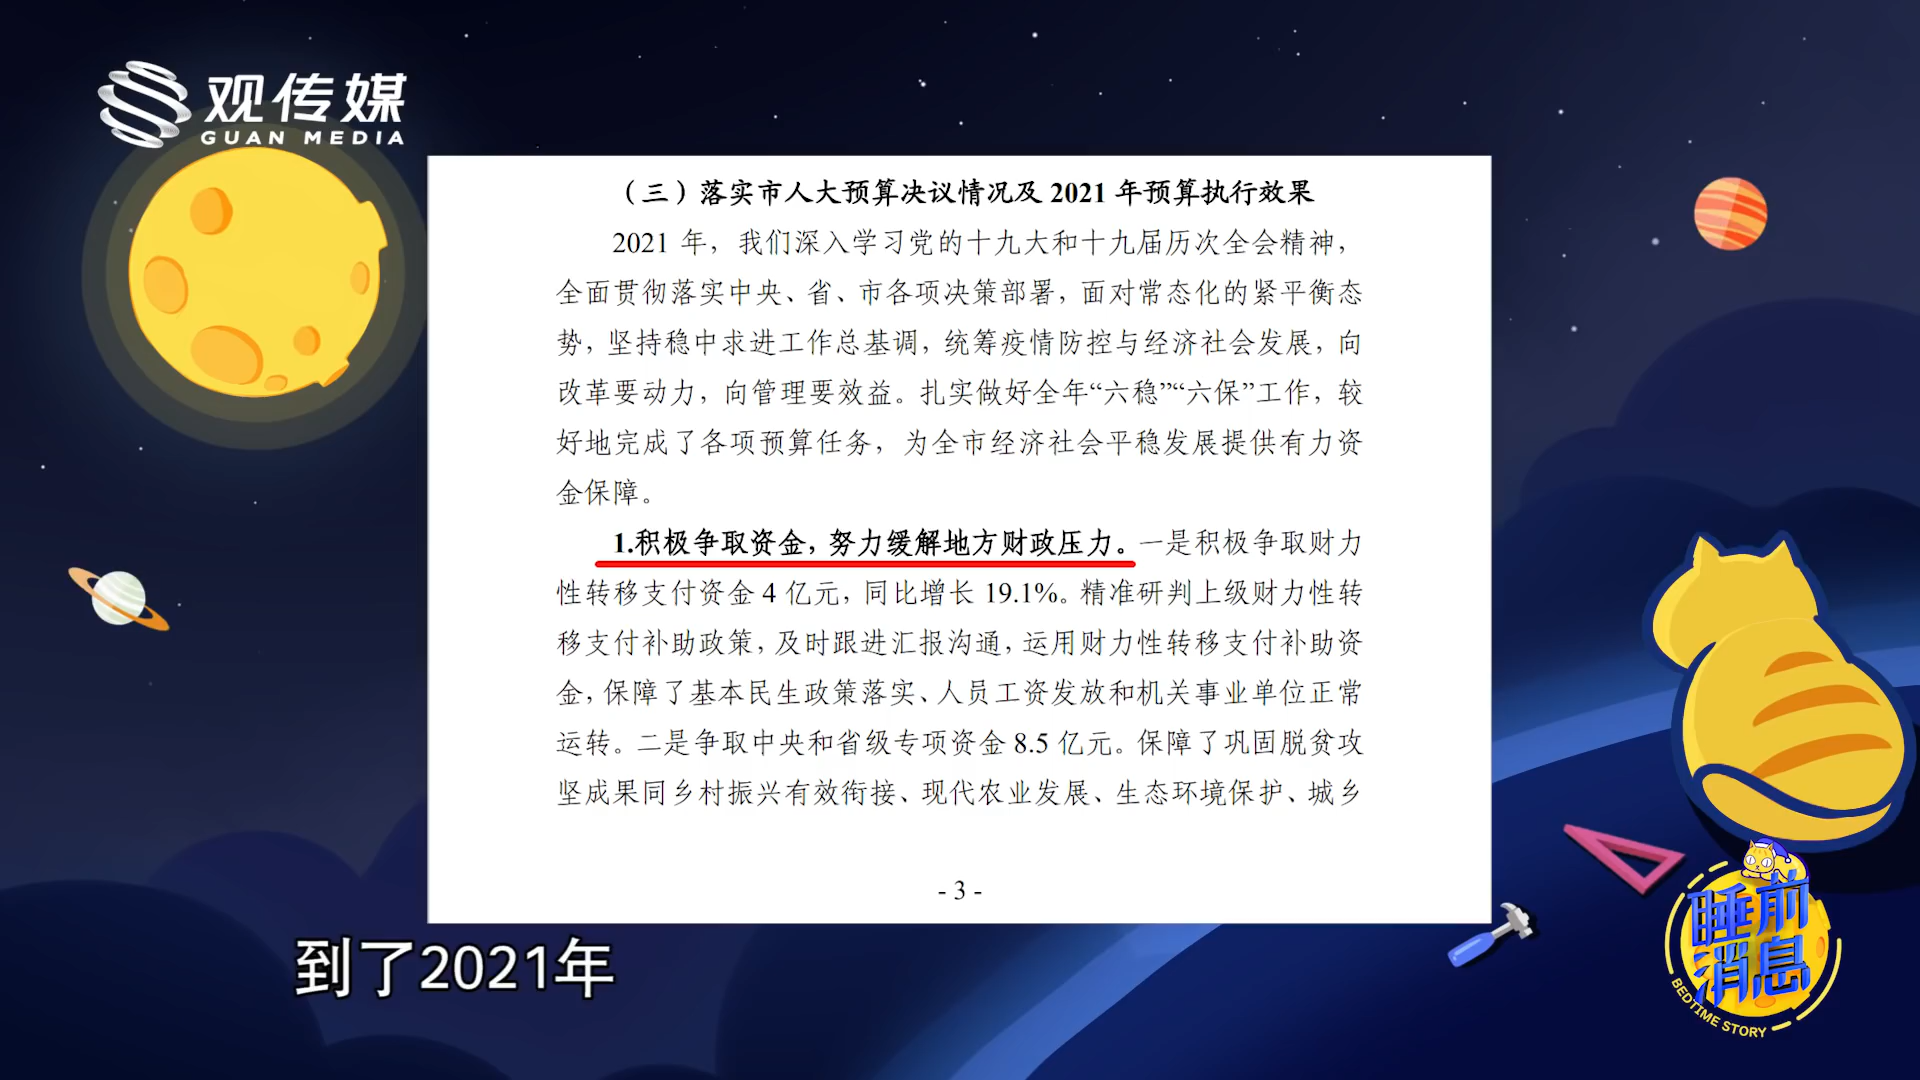 观传媒
GUAN MEDIA
（三）落实市人大预算决议情况及 2021 年预算执行效果
2021 年，我们深入学习党的十九大和十九届历次全会精神，
全面贯彻落实中央、省、市各项决策部署，面对常态化的紧平衡态
势，坚持稳中求进工作总基调，统筹疫情防控与经济社会发展，向
改革要动力，向管理要效益。扎实做好全年“六稳”“六保”工作，较
好地完成了各项预算任务，为全市经济社会平稳发展提供有力资
金保障。
1.积极争取资金，努力缓解地方财政压力。一是积极争取财力
性转移支付资金 4 亿元，同比增长 19.1%。精准研判上级财力性转
移支付补助政策，及时跟进汇报沟通，运用财力性转移支付补助资
金，保障了基本民生政策落实、人员工资发放和机关事业单位正常
运转。二是争取中央和省级专项资金 8.5 亿元。保障了巩固脱贫攻
坚成果同乡村振兴有效衔接、现代农业发展、生态环境保护、城乡
- 3 -
到了2021年
睡前
消息
BEDTIME STORY